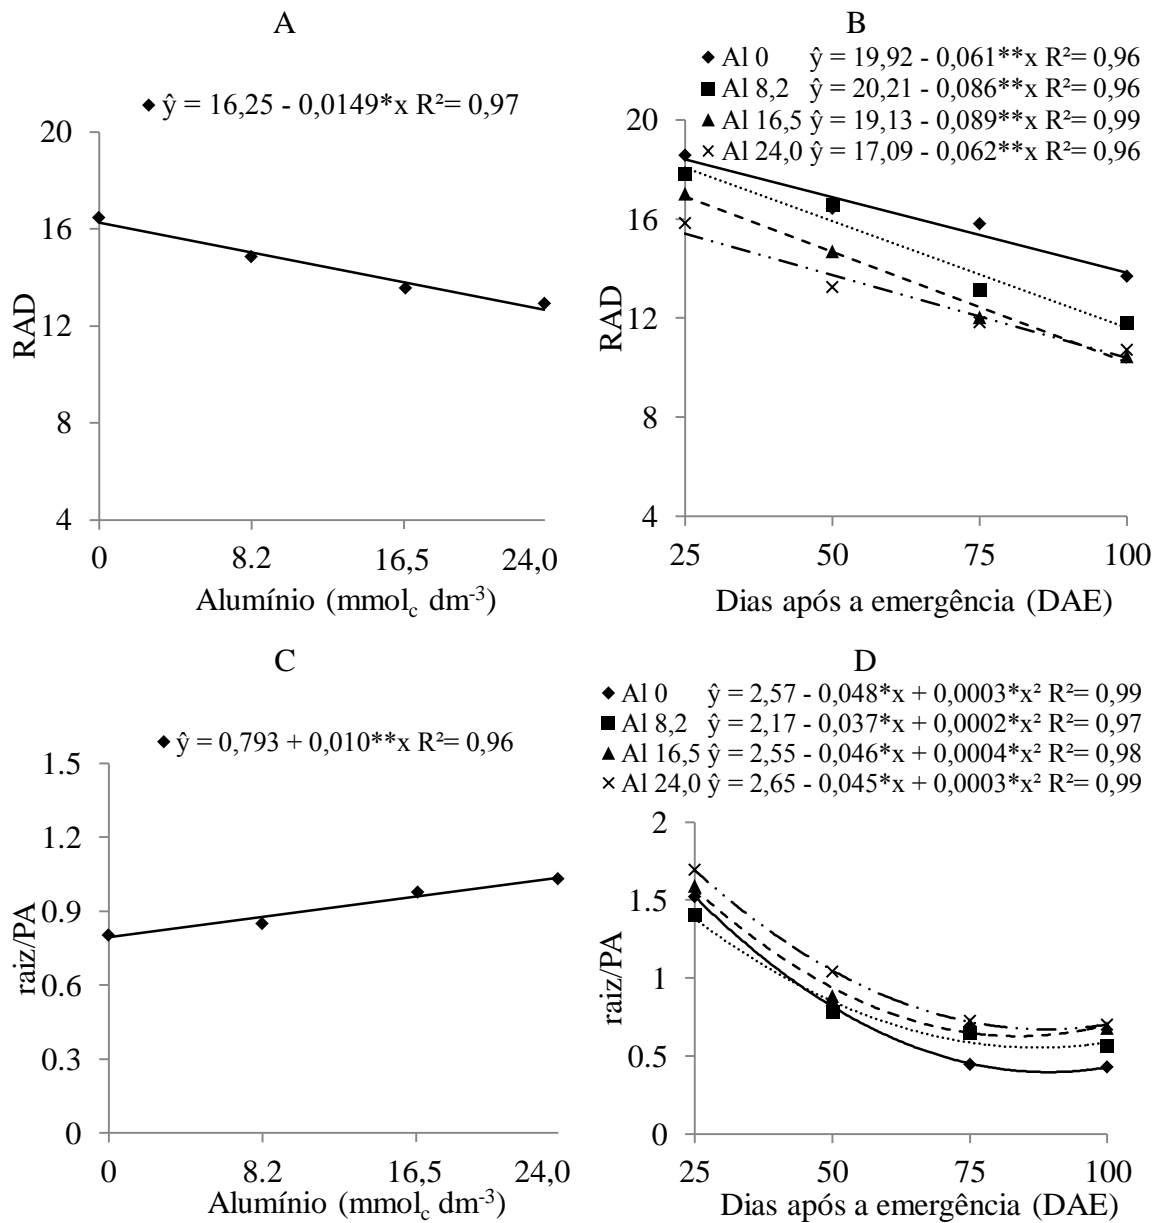 A
ŷ = 16,25 - 0,0149*x R²= 0,97
20
16
12
8
4
RAD
0 8.2 16,5 24,0
Alumínio (mmolc dm-3)
B
Al 0 ŷ = 19,92 - 0,061**x R²= 0,96
Al 8,2 ŷ = 20,21 - 0,086**x R²= 0,96
Al 16,5 ŷ = 19,13 - 0,089**x R²= 0,99
Al 24,0 ŷ = 17,09 - 0,062**x R²= 0,96
20
16
12
8
4
RAD
25 50 75 100
Dias após a emergência (DAE)
C
ŷ = 0,793 + 0,010**x R²= 0,96
1.5
1.2
0.9
0.6
0.3
0
raiz/PA
0 8.2 16,5 24,0
Alumínio (mmolc dm-3)
D
Al 0 ŷ = 2,57 - 0,048*x + 0,0003*x² R²= 0,99
Al 8,2 ŷ = 2,17 - 0,037*x + 0,0002*x² R²= 0,97
Al 16,5 ŷ = 2,55 - 0,046*x + 0,0004*x² R²= 0,98
Al 24,0 ŷ = 2,65 - 0,045*x + 0,0003*x² R²= 0,99
2
1.5
1
0.5
0
raiz/PA
25 50 75 100
Dias após a emergência (DAE)